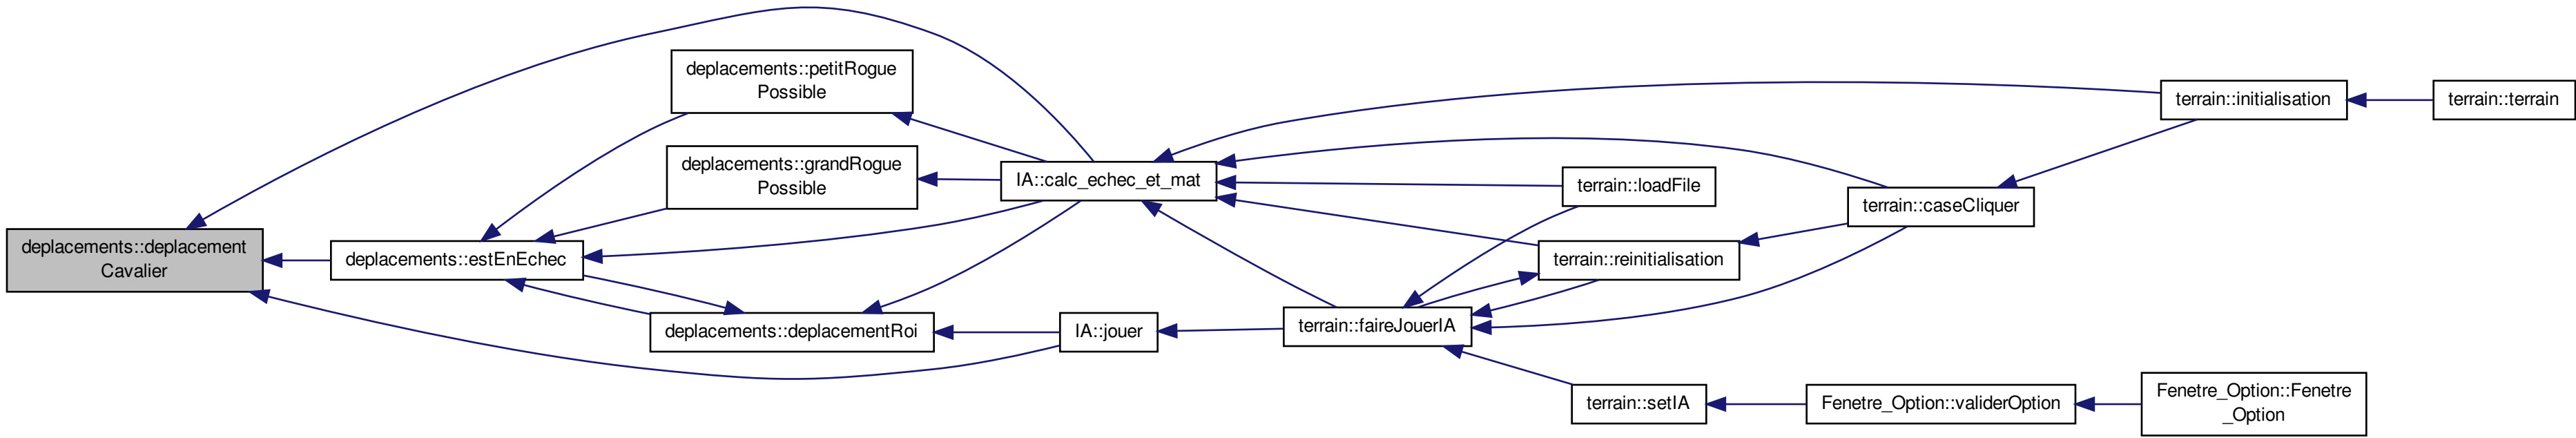 deplacements::deplacement
Cavalier
deplacements::estEnEchec
deplacements::petitRogue
Possible
deplacements::grandRogue
Possible
deplacements::deplacementRoi
IA::calc_echec_et_mat
IA::jouer
terrain::faireJouerIA
terrain::loadFile
terrain::reinitialisation
terrain::setIA
terrain::caseCliquer
Fenetre_Option::validerOption
terrain::initialisation
Fenetre_Option::Fenetre
_Option
terrain::terrain